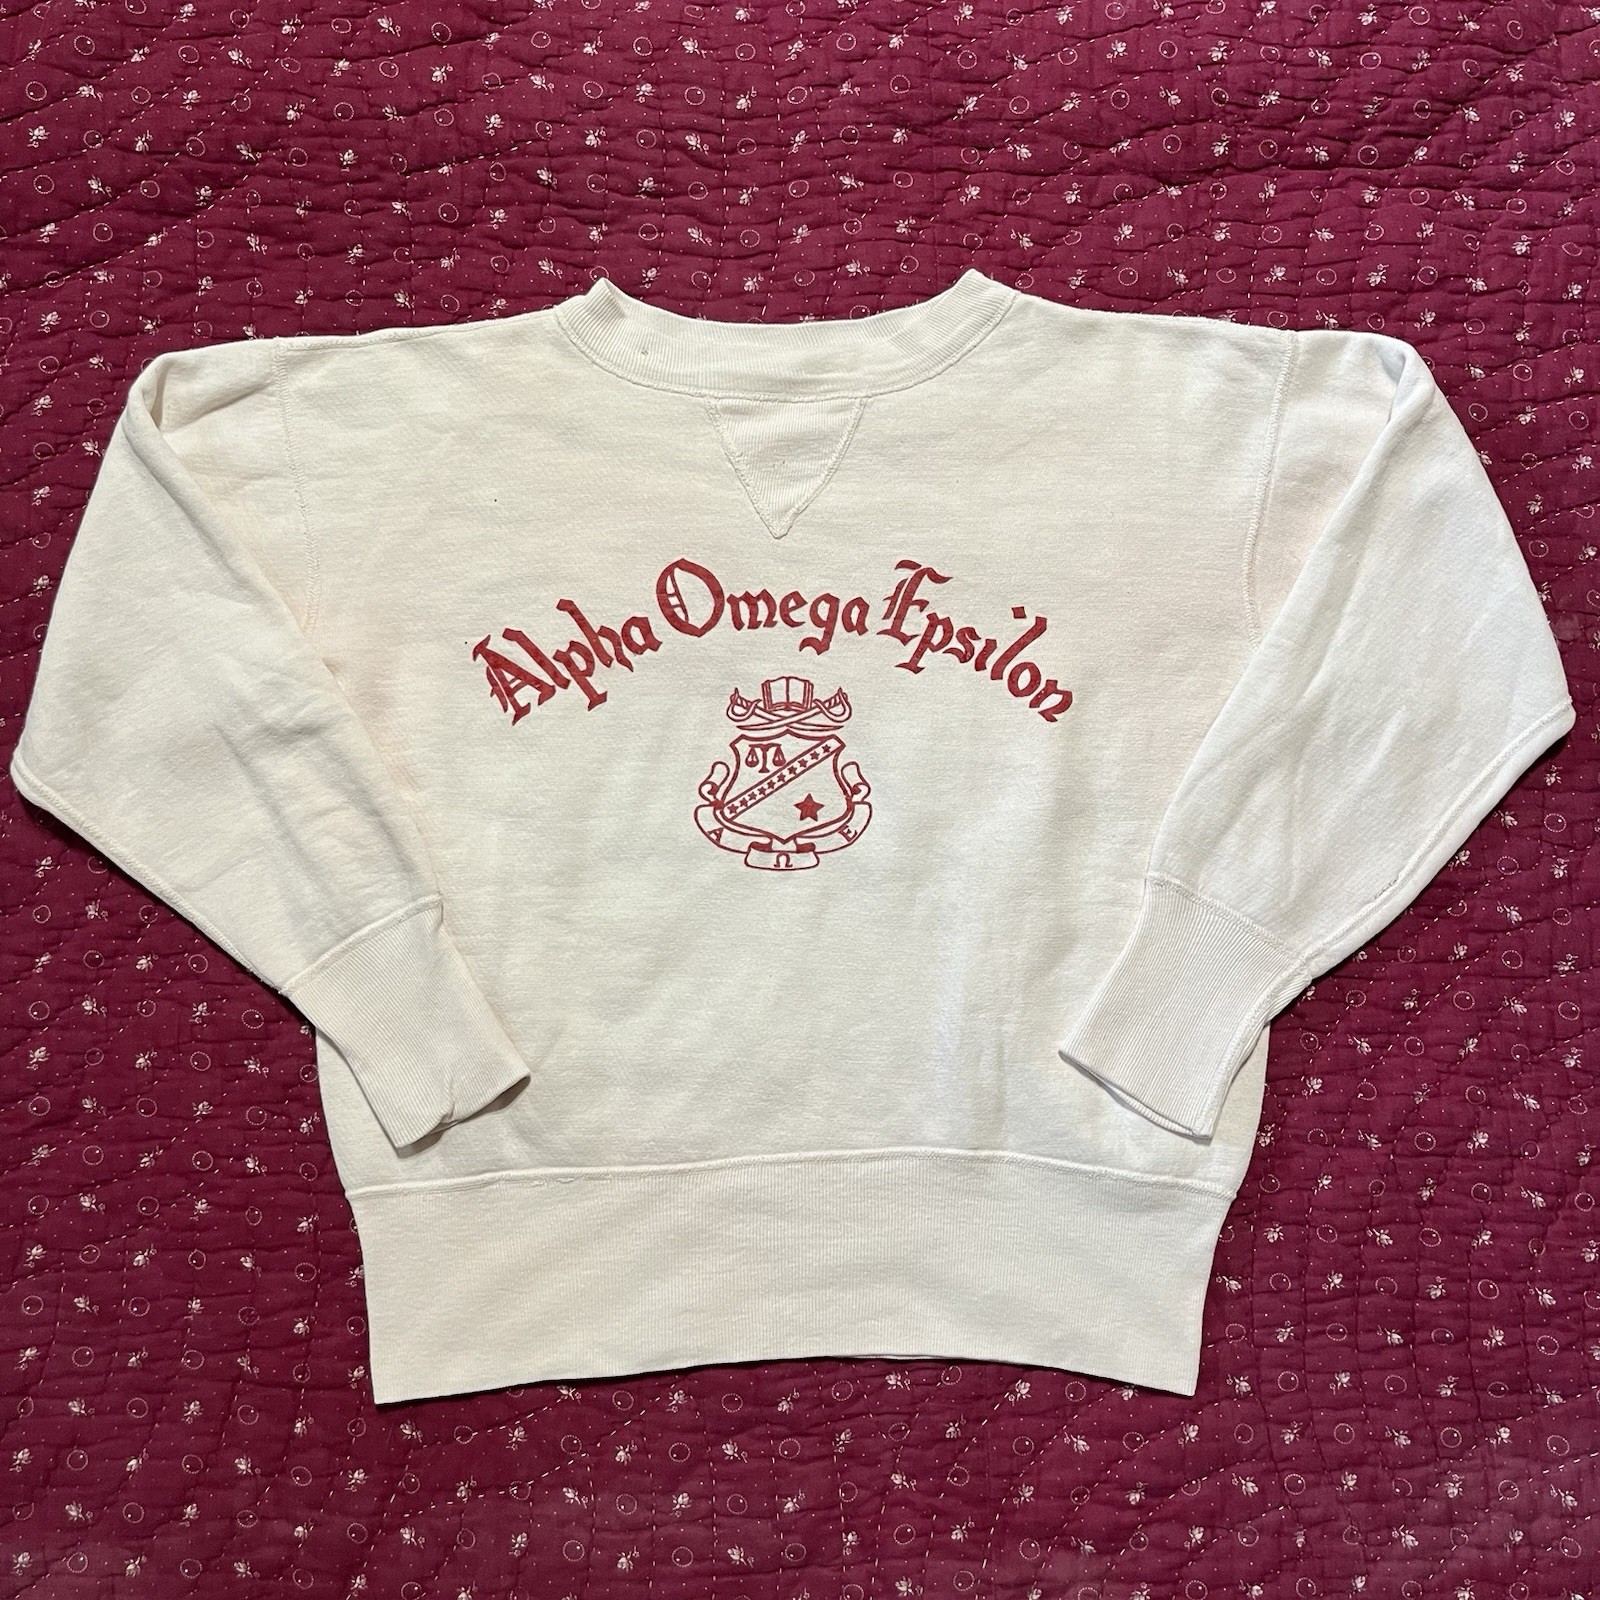 Alpha Omega Epsilon
Α Ω Ε